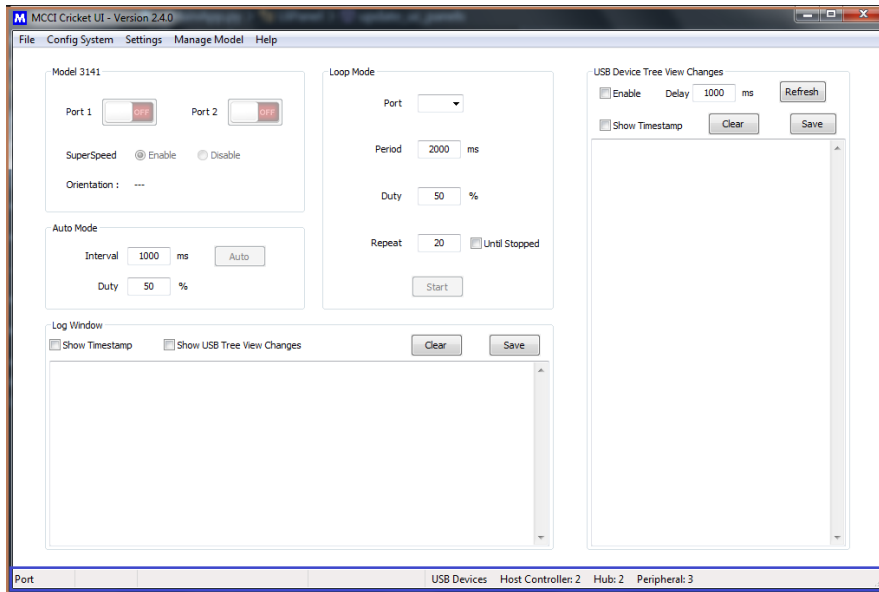 M MCCI Cricket UI - Version 2.4.0
File Config System Settings Manage Model Help
Model 3141
Port 1 OFF Port 2 OFF
SuperSpeed Enable Disable
Orientation : ---
Auto Mode
Interval 1000 ms Auto
Duty 50 %
Loop Mode
Port
Period 2000 ms
Duty 50 %
Repeat 20 Until Stopped
Start
USB Device Tree View Changes
Enable Delay 1000 ms Refresh
Show Timestamp Clear Save
Log Window
Show Timestamp Show USB Tree View Changes Clear Save
Port USB Devices Host Controller: 2 Hub: 2 Peripheral: 3